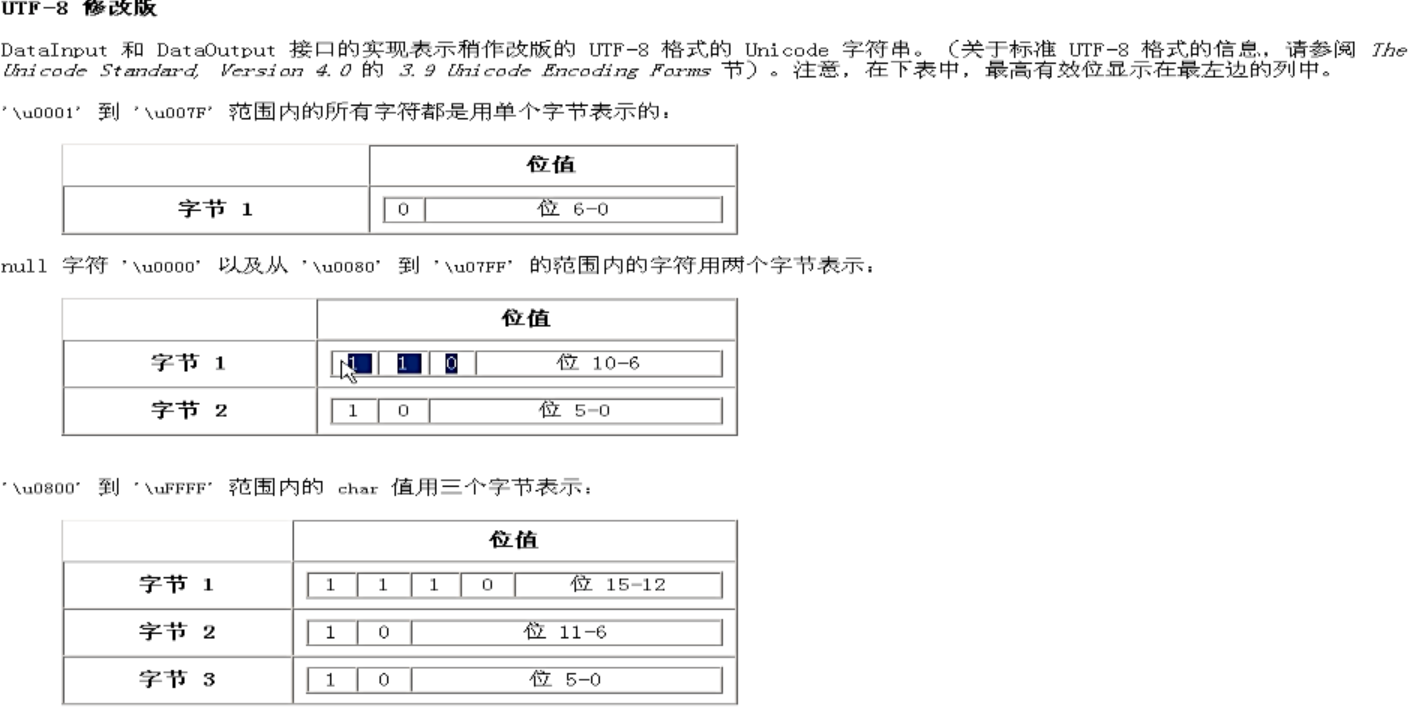 UTF-8 修改版
DataInput 和 DataOutput 接口的实现表示稍作改版的 UTF-8 格式的 Unicode 字符串。（关于标准 UTF-8 格式的信息，请参阅 The
Unicode Standard, Version 4.0 的 3.9 Unicode Encoding Forms 节）。注意，在下表中，最高有效位显示在最左边的列中。
'\u0001' 到 '\u007F' 范围内的所有字符都是用单个字节表示的：
位值
字节 1 0 位 6-0
null 字符 '\u0000' 以及从 '\u0080' 到 '\u07FF' 的范围内的字符用两个字节表示：
位值
字节 1 1 1 0 位 10-6
字节 2 1 0 位 5-0
'\u0800' 到 '\uFFFF' 范围内的 char 值用三个字节表示：
位值
字节 1 1 1 1 0 位 15-12
字节 2 1 0 位 11-6
字节 3 1 0 位 5-0